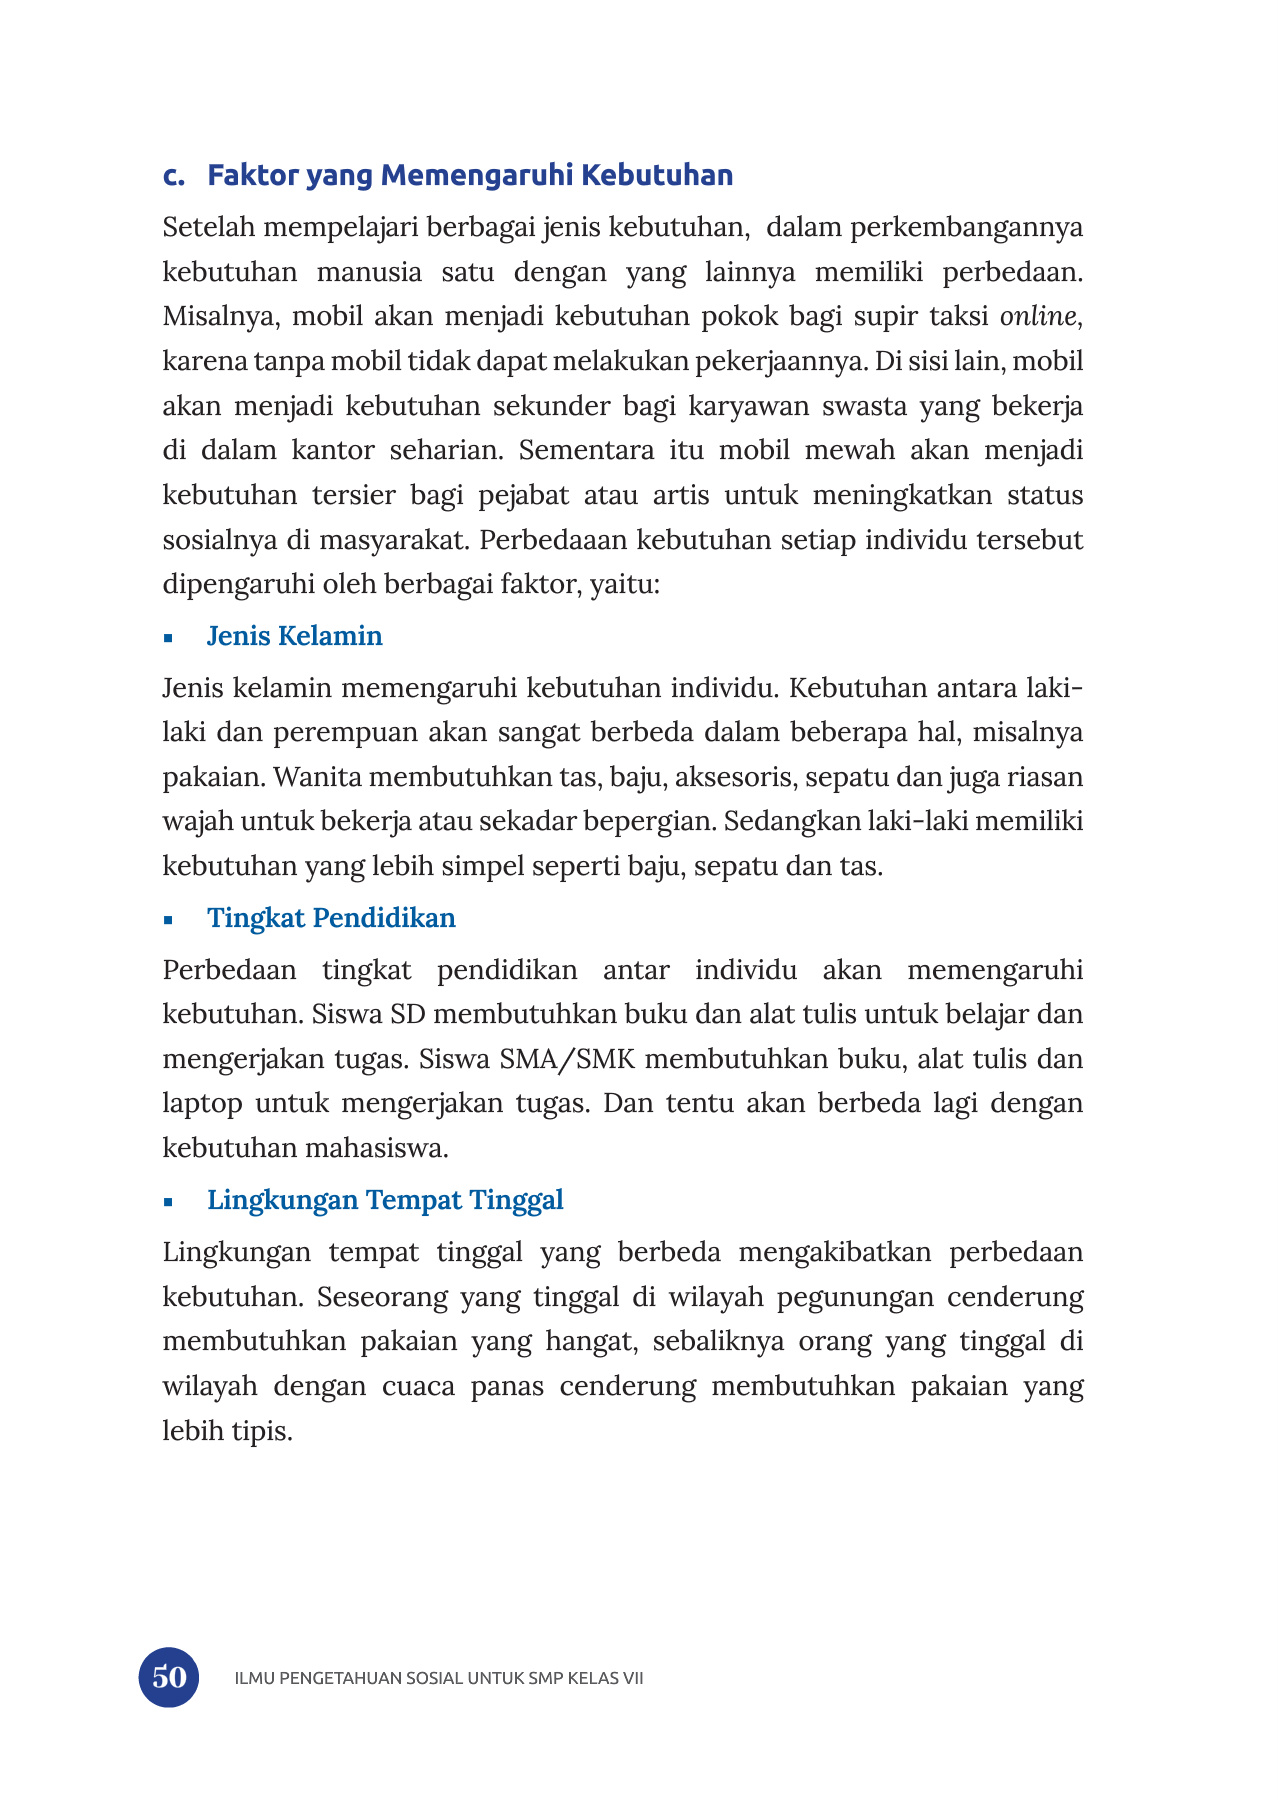 c. Faktor yang Memengaruhi Kebutuhan
Setelah mempelajari berbagai jenis kebutuhan, dalam perkembangannya
kebutuhan manusia satu dengan yang lainnya memiliki perbedaan.
Misalnya, mobil akan menjadi kebutuhan pokok bagi supir taksi online,
karena tanpa mobil tidak dapat melakukan pekerjaannya. Di sisi lain, mobil
akan menjadi kebutuhan sekunder bagi karyawan swasta yang bekerja
di dalam kantor seharian. Sementara itu mobil mewah akan menjadi
kebutuhan tersier bagi pejabat atau artis untuk meningkatkan status
sosialnya di masyarakat. Perbedaaan kebutuhan setiap individu tersebut
dipengaruhi oleh berbagai faktor, yaitu:
▪ Jenis Kelamin
Jenis kelamin memengaruhi kebutuhan individu. Kebutuhan antara laki-
laki dan perempuan akan sangat berbeda dalam beberapa hal, misalnya
pakaian. Wanita membutuhkan tas, baju, aksesoris, sepatu dan juga riasan
wajah untuk bekerja atau sekadar bepergian. Sedangkan laki-laki memiliki
kebutuhan yang lebih simpel seperti baju, sepatu dan tas.
▪ Tingkat Pendidikan
Perbedaan tingkat pendidikan antar individu akan memengaruhi
kebutuhan. Siswa SD membutuhkan buku dan alat tulis untuk belajar dan
mengerjakan tugas. Siswa SMA/SMK membutuhkan buku, alat tulis dan
laptop untuk mengerjakan tugas. Dan tentu akan berbeda lagi dengan
kebutuhan mahasiswa.
▪ Lingkungan Tempat Tinggal
Lingkungan tempat tinggal yang berbeda mengakibatkan perbedaan
kebutuhan. Seseorang yang tinggal di wilayah pegunungan cenderung
membutuhkan pakaian yang hangat, sebaliknya orang yang tinggal di
wilayah dengan cuaca panas cenderung membutuhkan pakaian yang
lebih tipis.
50 ILMU PENGETAHUAN SOSIAL UNTUK SMP KELAS VII